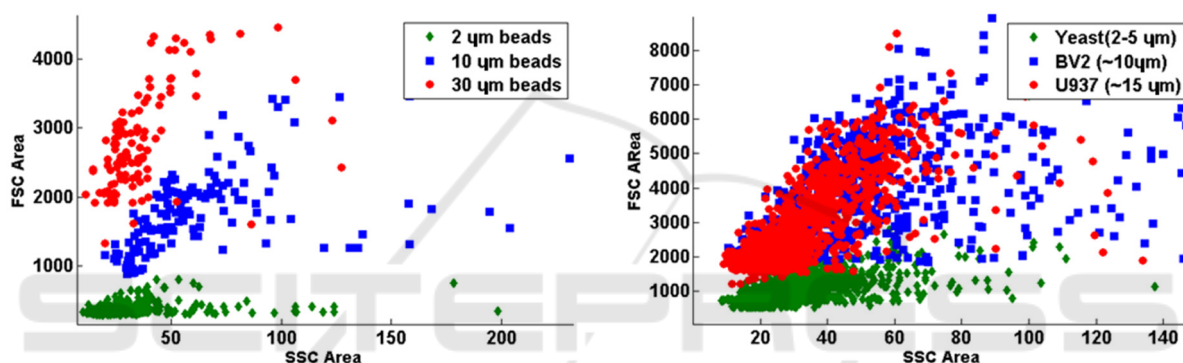 4000
3000
2000
1000
FSC Area
50
100
150
200
SSC Area
2 µm beads
10 µm beads
30 µm beads
8000
7000
6000
5000
4000
3000
2000
1000
FSC ARea
20
40
60
80
100
120
140
SSC Area
Yeast(2-5 µm)
BV2 (~10µm)
U937 (~15 µm)
SCITEPRESS